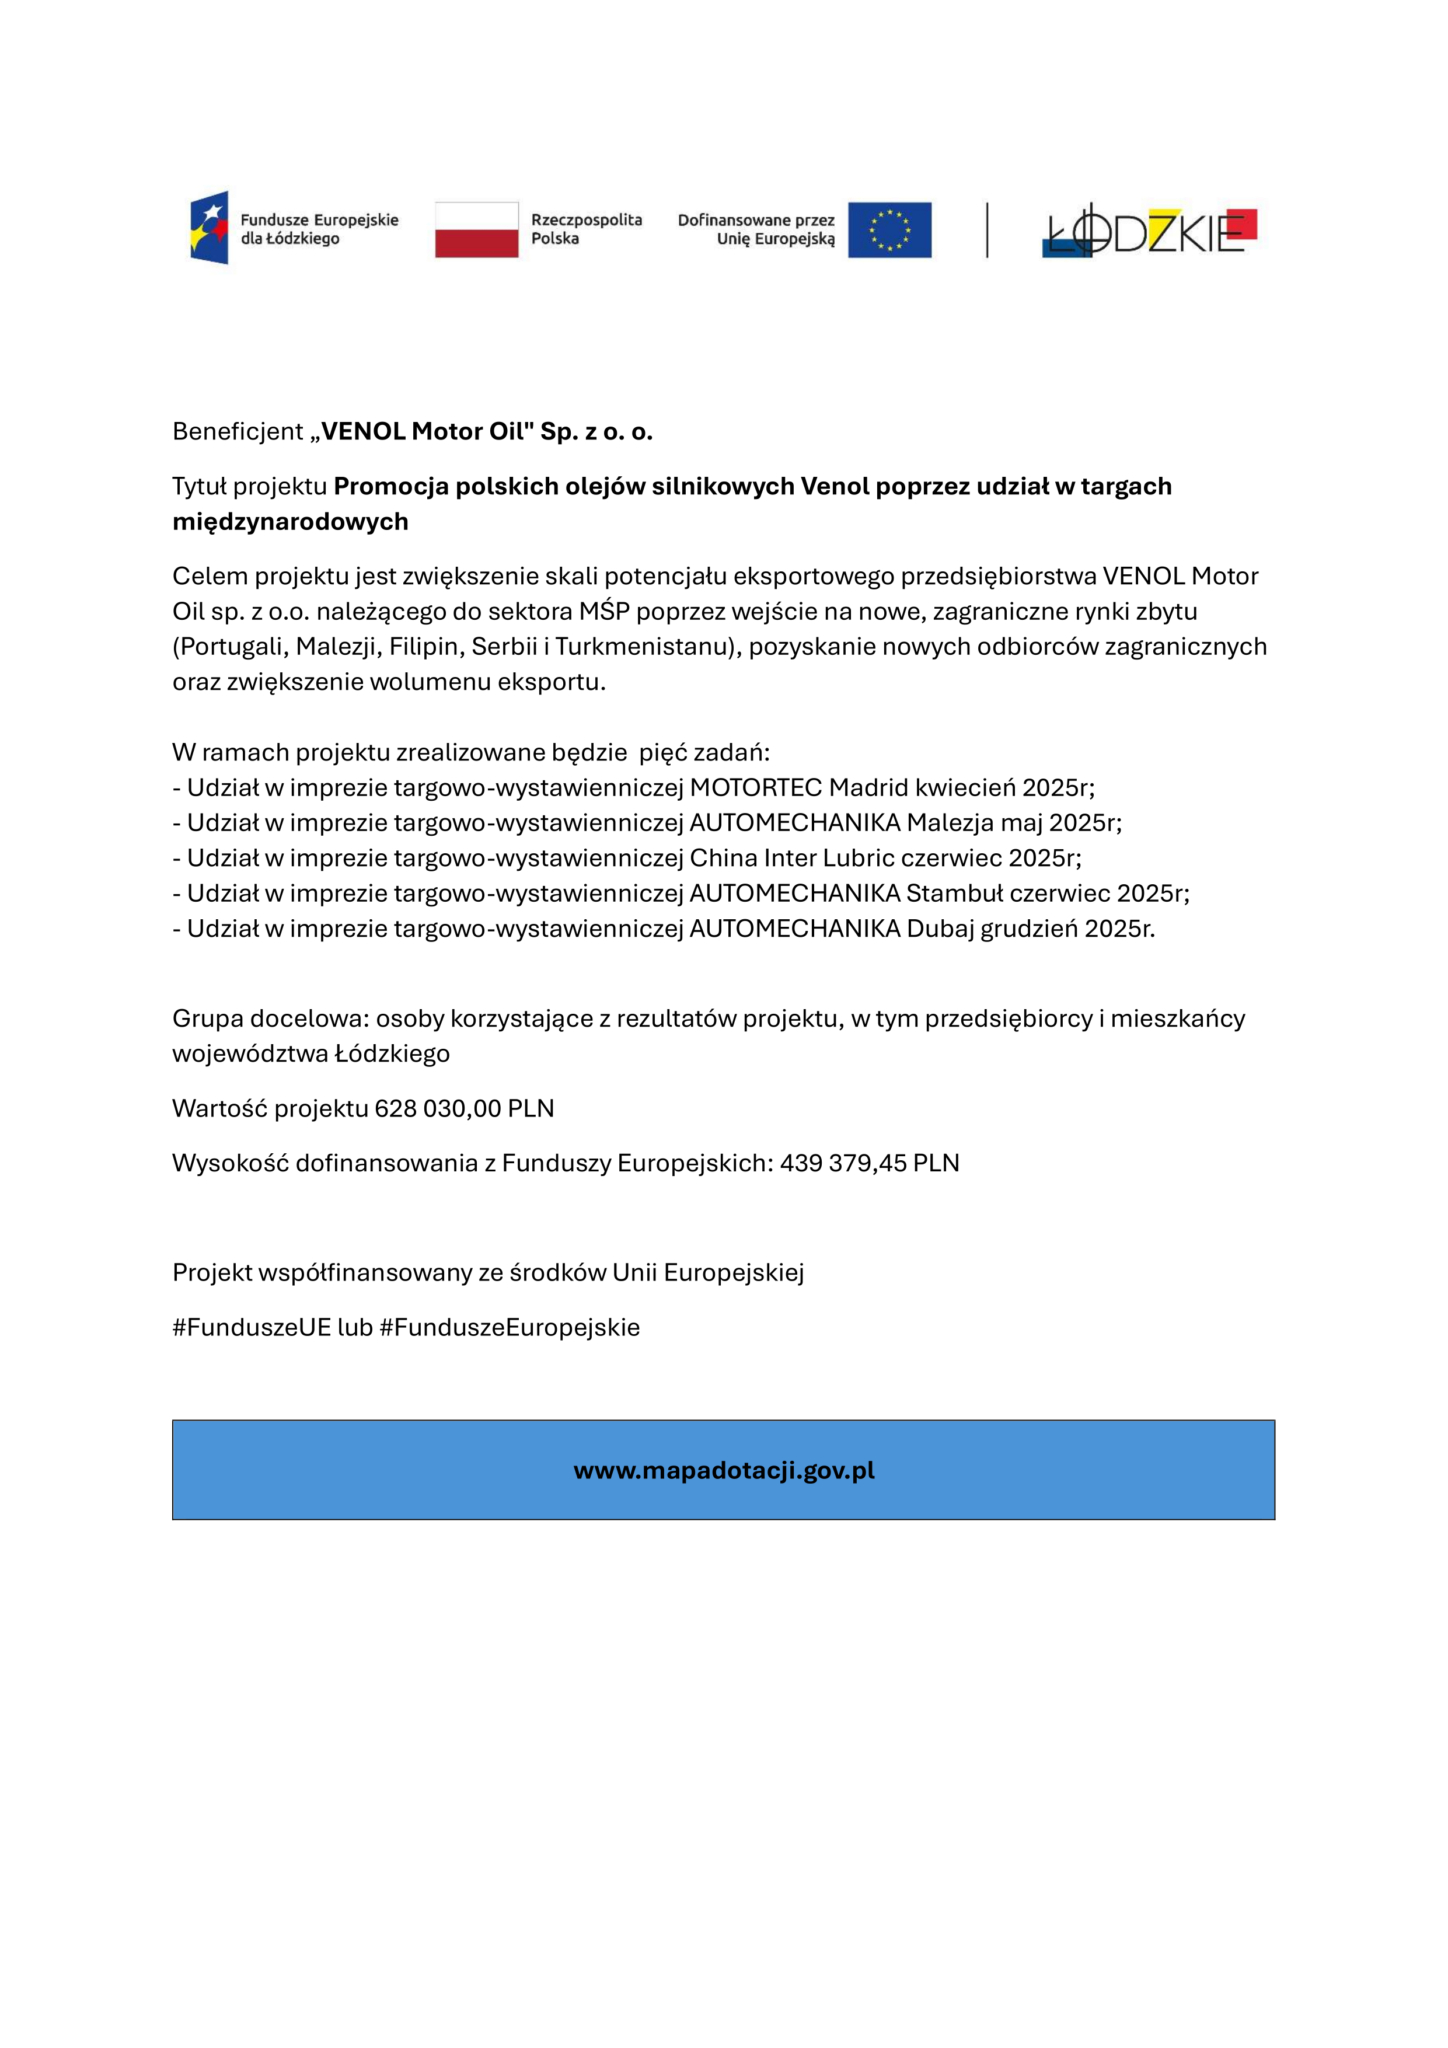 Fundusze Europejskie
dla Łódzkiego
Rzeczpospolita
Polska
Dofinansowane przez
Unię Europejską
ŁÓDZKIE
Beneficjent „VENOL Motor Oil" Sp. z o. o.
Tytuł projektu Promocja polskich olejów silnikowych Venol poprzez udział w targach
międzynarodowych
Celem projektu jest zwiększenie skali potencjału eksportowego przedsiębiorstwa VENOL Motor
Oil sp. z o.o. należącego do sektora MŚP poprzez wejście na nowe, zagraniczne rynki zbytu
(Portugali, Malezji, Filipin, Serbii i Turkmenistanu), pozyskanie nowych odbiorców zagranicznych
oraz zwiększenie wolumenu eksportu.
W ramach projektu zrealizowane będzie  pięć zadań:
- Udział w imprezie targowo-wystawienniczej MOTORTEC Madrid kwiecień 2025r;
- Udział w imprezie targowo-wystawienniczej AUTOMECHANIKA Malezja maj 2025r;
- Udział w imprezie targowo-wystawienniczej China Inter Lubric czerwiec 2025r;
- Udział w imprezie targowo-wystawienniczej AUTOMECHANIKA Stambuł czerwiec 2025r;
- Udział w imprezie targowo-wystawienniczej AUTOMECHANIKA Dubaj grudzień 2025r.
Grupa docelowa: osoby korzystające z rezultatów projektu, w tym przedsiębiorcy i mieszkańcy
województwa Łódzkiego
Wartość projektu 628 030,00 PLN
Wysokość dofinansowania z Funduszy Europejskich: 439 379,45 PLN
Projekt współfinansowany ze środków Unii Europejskiej
#FunduszeUE lub #FunduszeEuropejskie
www.mapadotacji.gov.pl